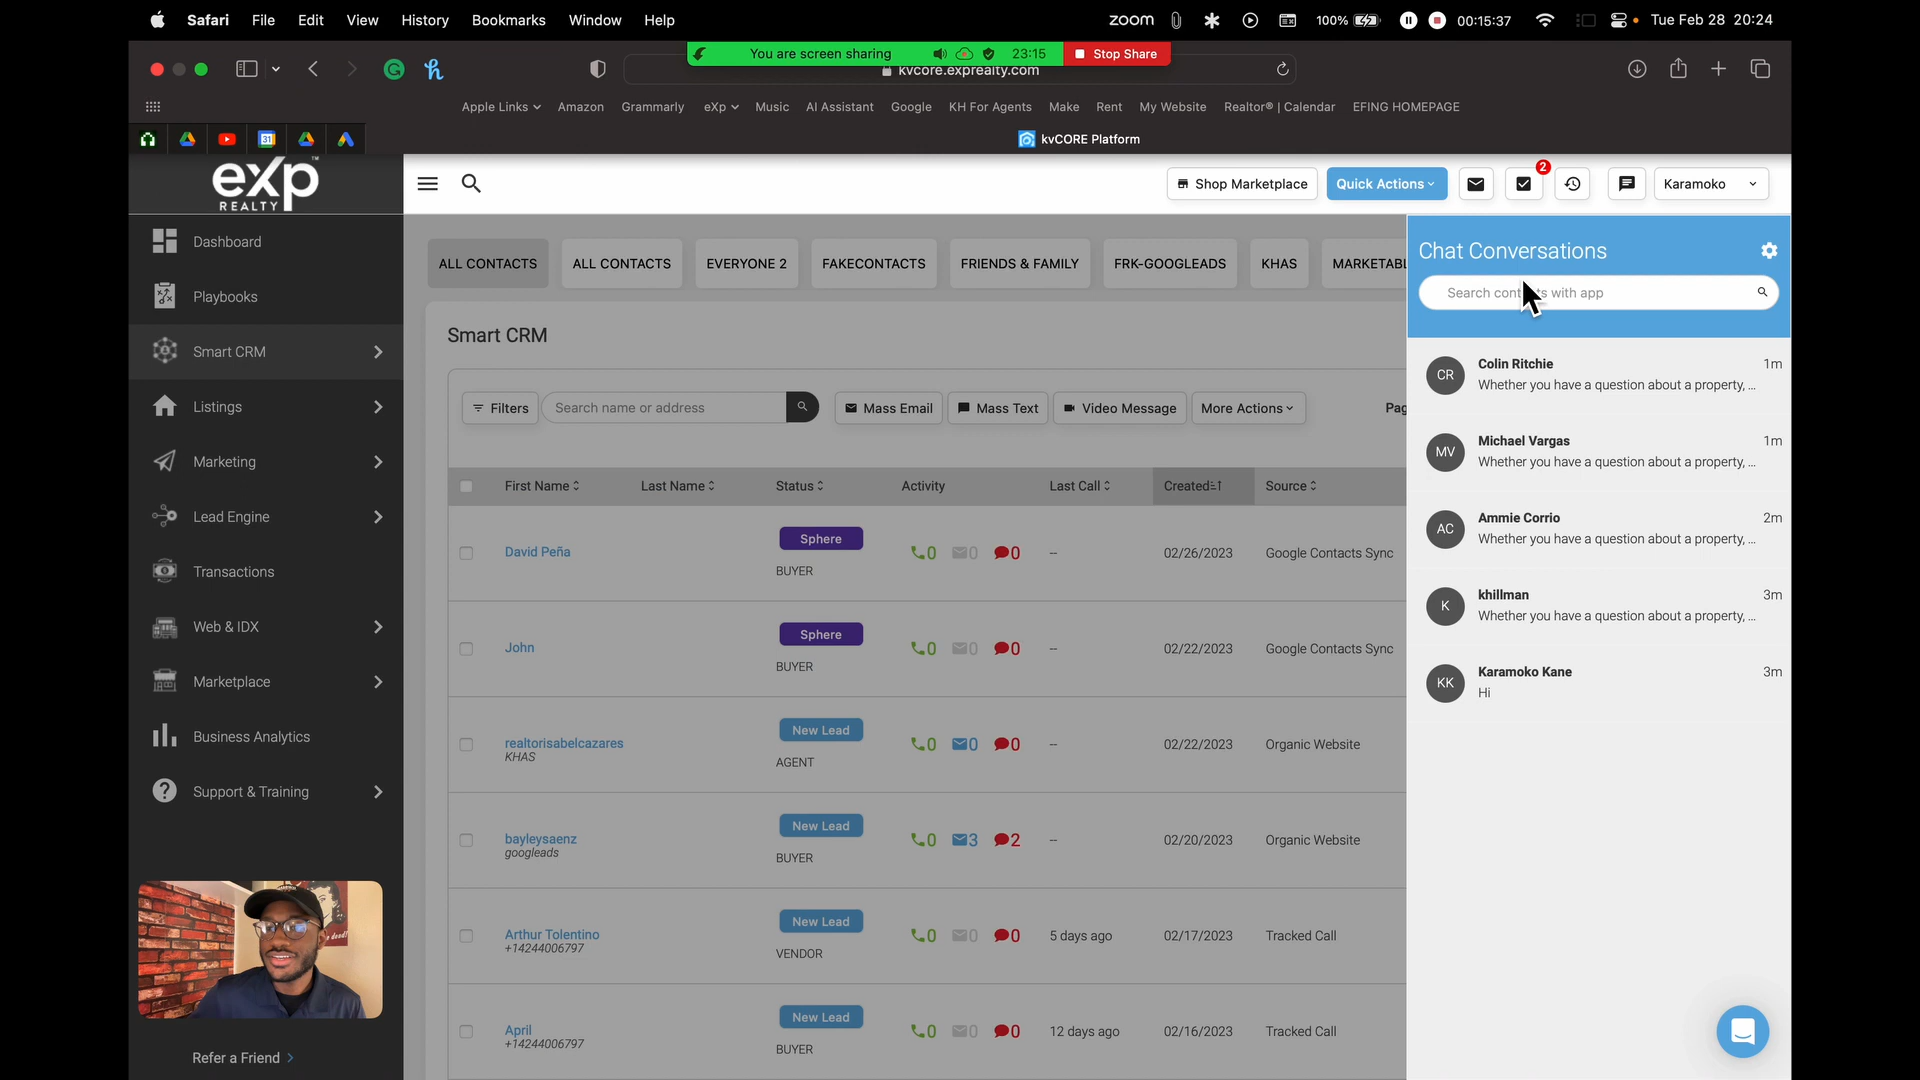 Safari File Edit View History Bookmarks Window Help
zoom 100% 00:15:37 Tue Feb 28 20:24
You are screen sharing 23:15 Stop Share
kvcore.exprealty.com
Apple Links Amazon Grammarly eXp Music AI Assistant Google KH For Agents Make Rent My Website Realtor® | Calendar EFING HOMEPAGE
31
kvCORE Platform
eXp™
REALTY
Dashboard
Playbooks
Smart CRM
Listings
Marketing
Lead Engine
Transactions
Web & IDX
Marketplace
Business Analytics
Support & Training
Refer a Friend
Shop Marketplace
Quick Actions
2
Karamoko
ALL CONTACTS
ALL CONTACTS
EVERYONE 2
FAKECONTACTS
FRIENDS & FAMILY
FRK-GOOGLEADS
KHAS
MARKETABL
Smart CRM
Filters
Search name or address
Mass Email
Mass Text
Video Message
More Actions
Pag
First Name Last Name Status Activity Last Call Created Source
David Peña Sphere 0 0 0 – 02/26/2023 Google Contacts Sync
BUYER
John Sphere 0 0 0 – 02/22/2023 Google Contacts Sync
BUYER
realtorisabelcazares New Lead 0 0 0 – 02/22/2023 Organic Website
KHAS AGENT
bayleysaenz New Lead 0 3 2 – 02/20/2023 Organic Website
googleads BUYER
Arthur Tolentino New Lead 0 0 0 5 days ago 02/17/2023 Tracked Call
+14244006797 VENDOR
April New Lead 0 0 0 12 days ago 02/16/2023 Tracked Call
+14244006797 BUYER
Chat Conversations
Search cont s with app
CR Colin Ritchie 1m
Whether you have a question about a property, ...
MV Michael Vargas 1m
Whether you have a question about a property, ...
AC Ammie Corrio 2m
Whether you have a question about a property, ...
K khillman 3m
Whether you have a question about a property, ...
KK Karamoko Kane 3m
Hi